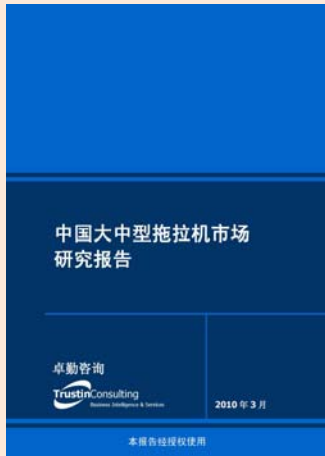 中国大中型拖拉机市场
研究报告
卓勤咨询
TrustinConsulting
Business Intelligence & Services
2010 年 3 月
本报告经授权使用